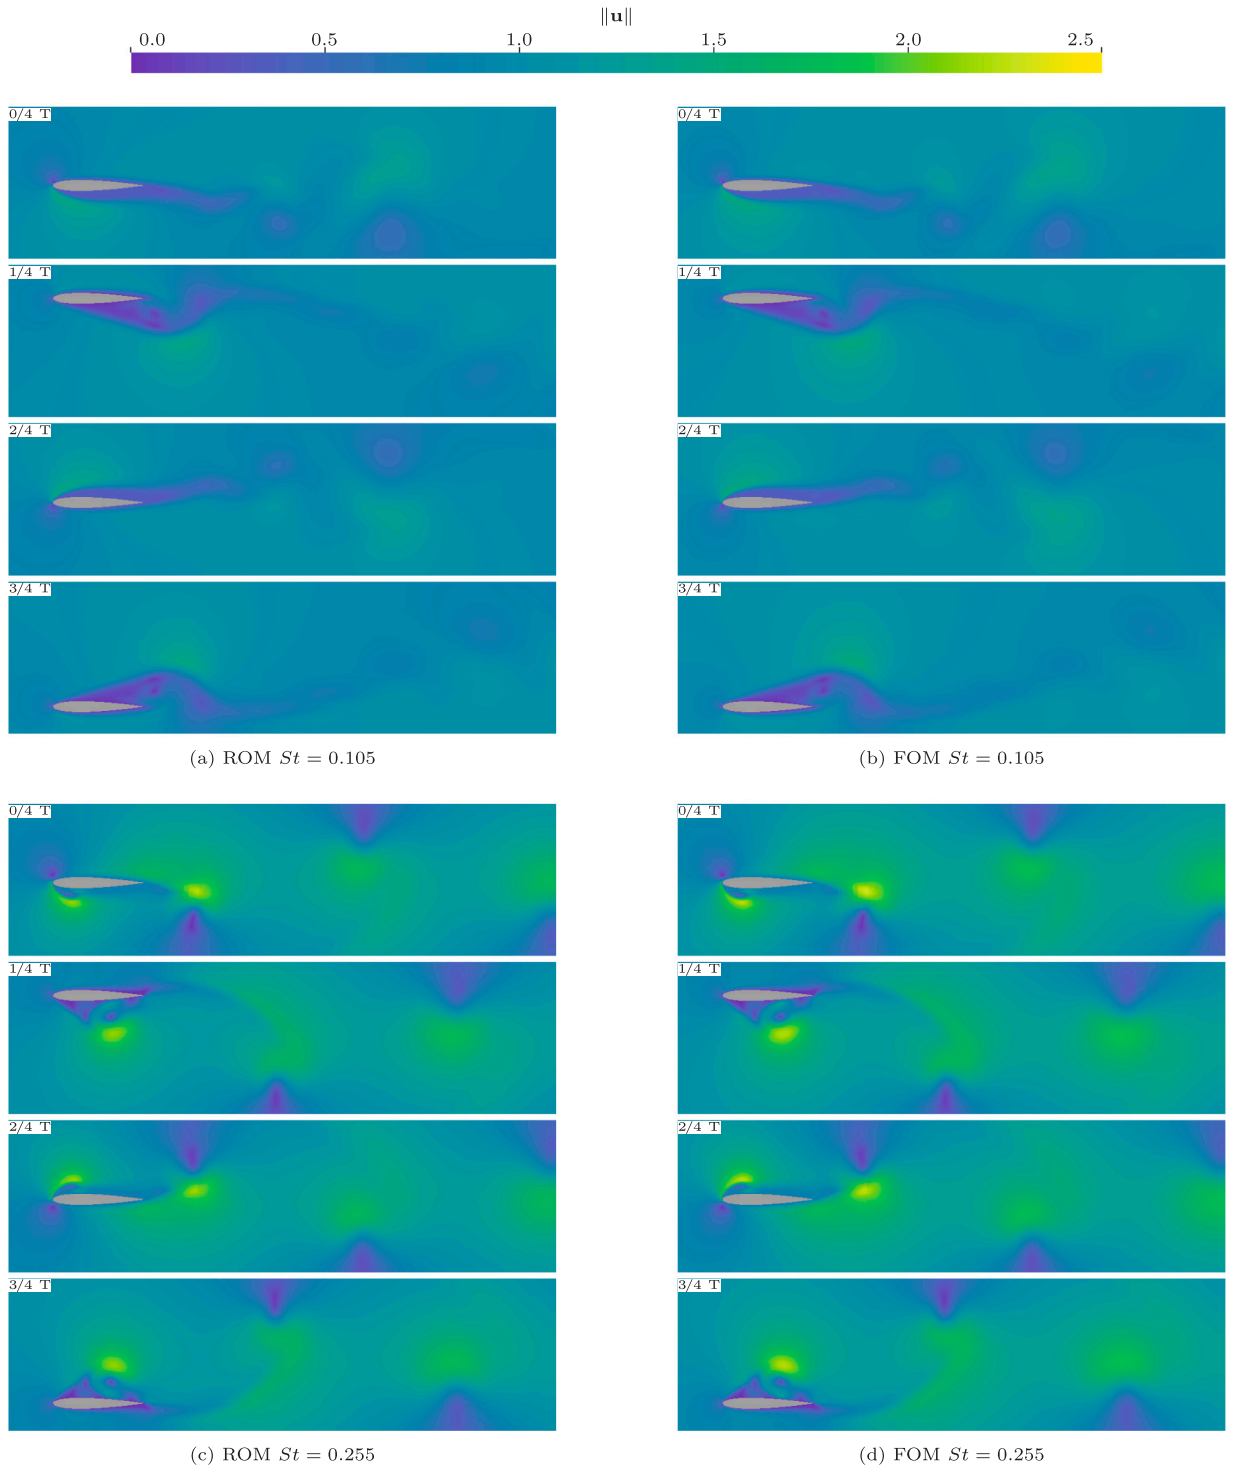 ‖u‖
0.0 0.5 1.0 1.5 2.0 2.5
0/4 T 0/4 T
1/4 T 1/4 T
2/4 T 2/4 T
3/4 T 3/4 T
(a) ROM St = 0.105 (b) FOM St = 0.105
0/4 T 0/4 T
1/4 T 1/4 T
2/4 T 2/4 T
3/4 T 3/4 T
(c) ROM St = 0.255 (d) FOM St = 0.255